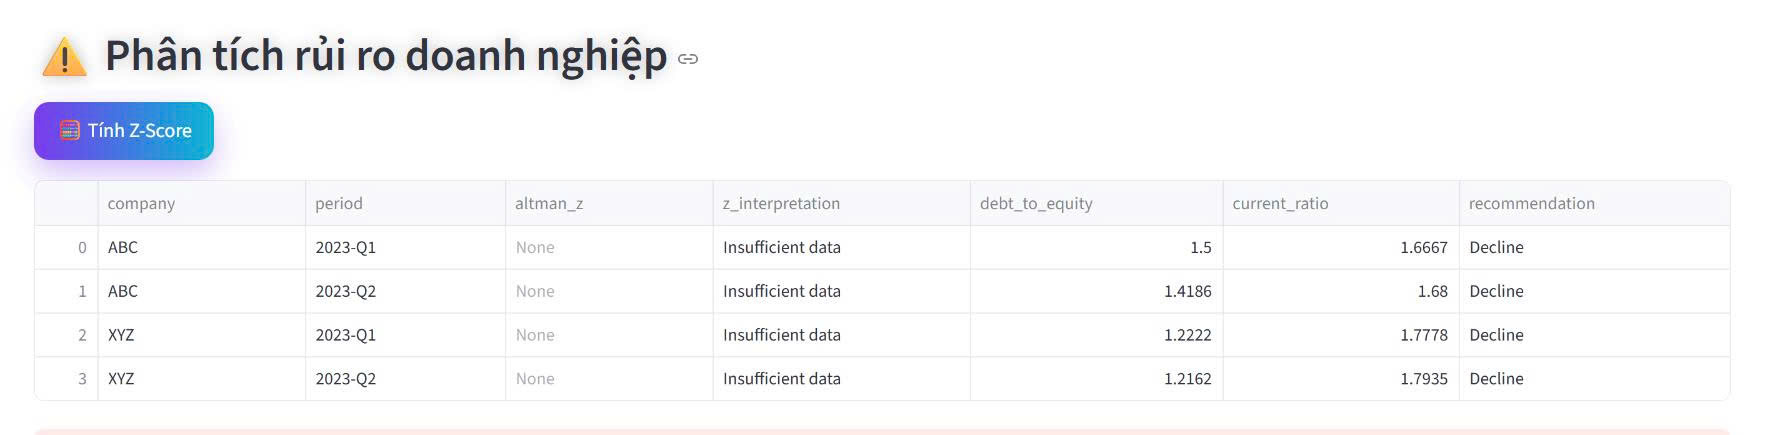 Phân tích rủi ro doanh nghiệp
Tính Z-Score
company period altman_z z_interpretation debt_to_equity current_ratio recommendation
0 ABC 2023-Q1 None Insufficient data 1.5 1.6667 Decline
1 ABC 2023-Q2 None Insufficient data 1.4186 1.68 Decline
2 XYZ 2023-Q1 None Insufficient data 1.2222 1.7778 Decline
3 XYZ 2023-Q2 None Insufficient data 1.2162 1.7935 Decline